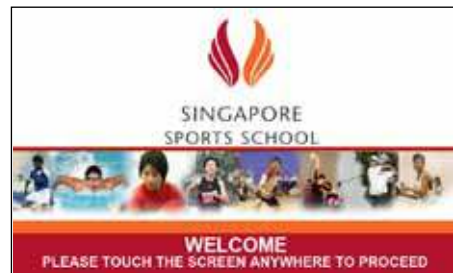 SINGAPORE
SPORTS SCHOOL
WELCOME
PLEASE TOUCH THE SCREEN ANYWHERE TO PROCEED